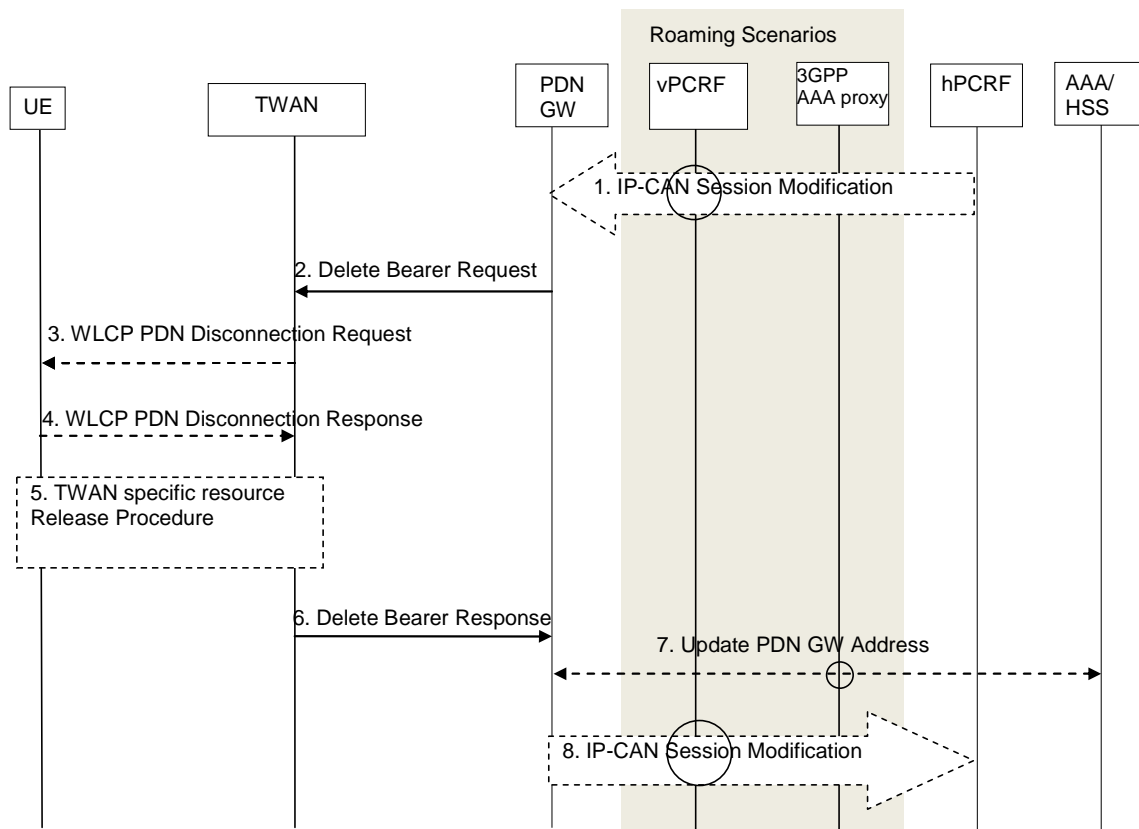 Roaming Scenarios
UE
TWAN
PDN
GW
vPCRF
3GPP
AAA proxy
hPCRF
AAA/
HSS
1. IP-CAN Session Modification
2. Delete Bearer Request
3. WLCP PDN Disconnection Request
4. WLCP PDN Disconnection Response
5. TWAN specific resource
Release Procedure
6. Delete Bearer Response
7. Update PDN GW Address
8. IP-CAN Session Modification